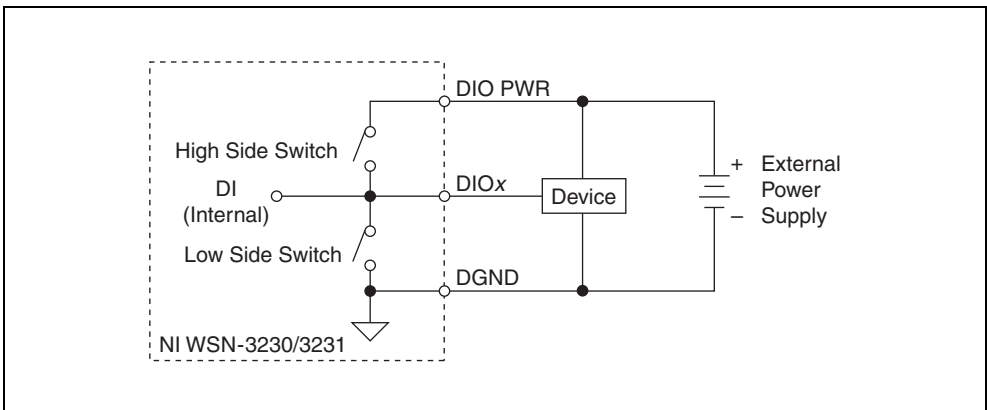 DIO PWR
High Side Switch
DI
(Internal)
DIOx
Device
+ External
Power
– Supply
Low Side Switch
DGND
NI WSN-3230/3231